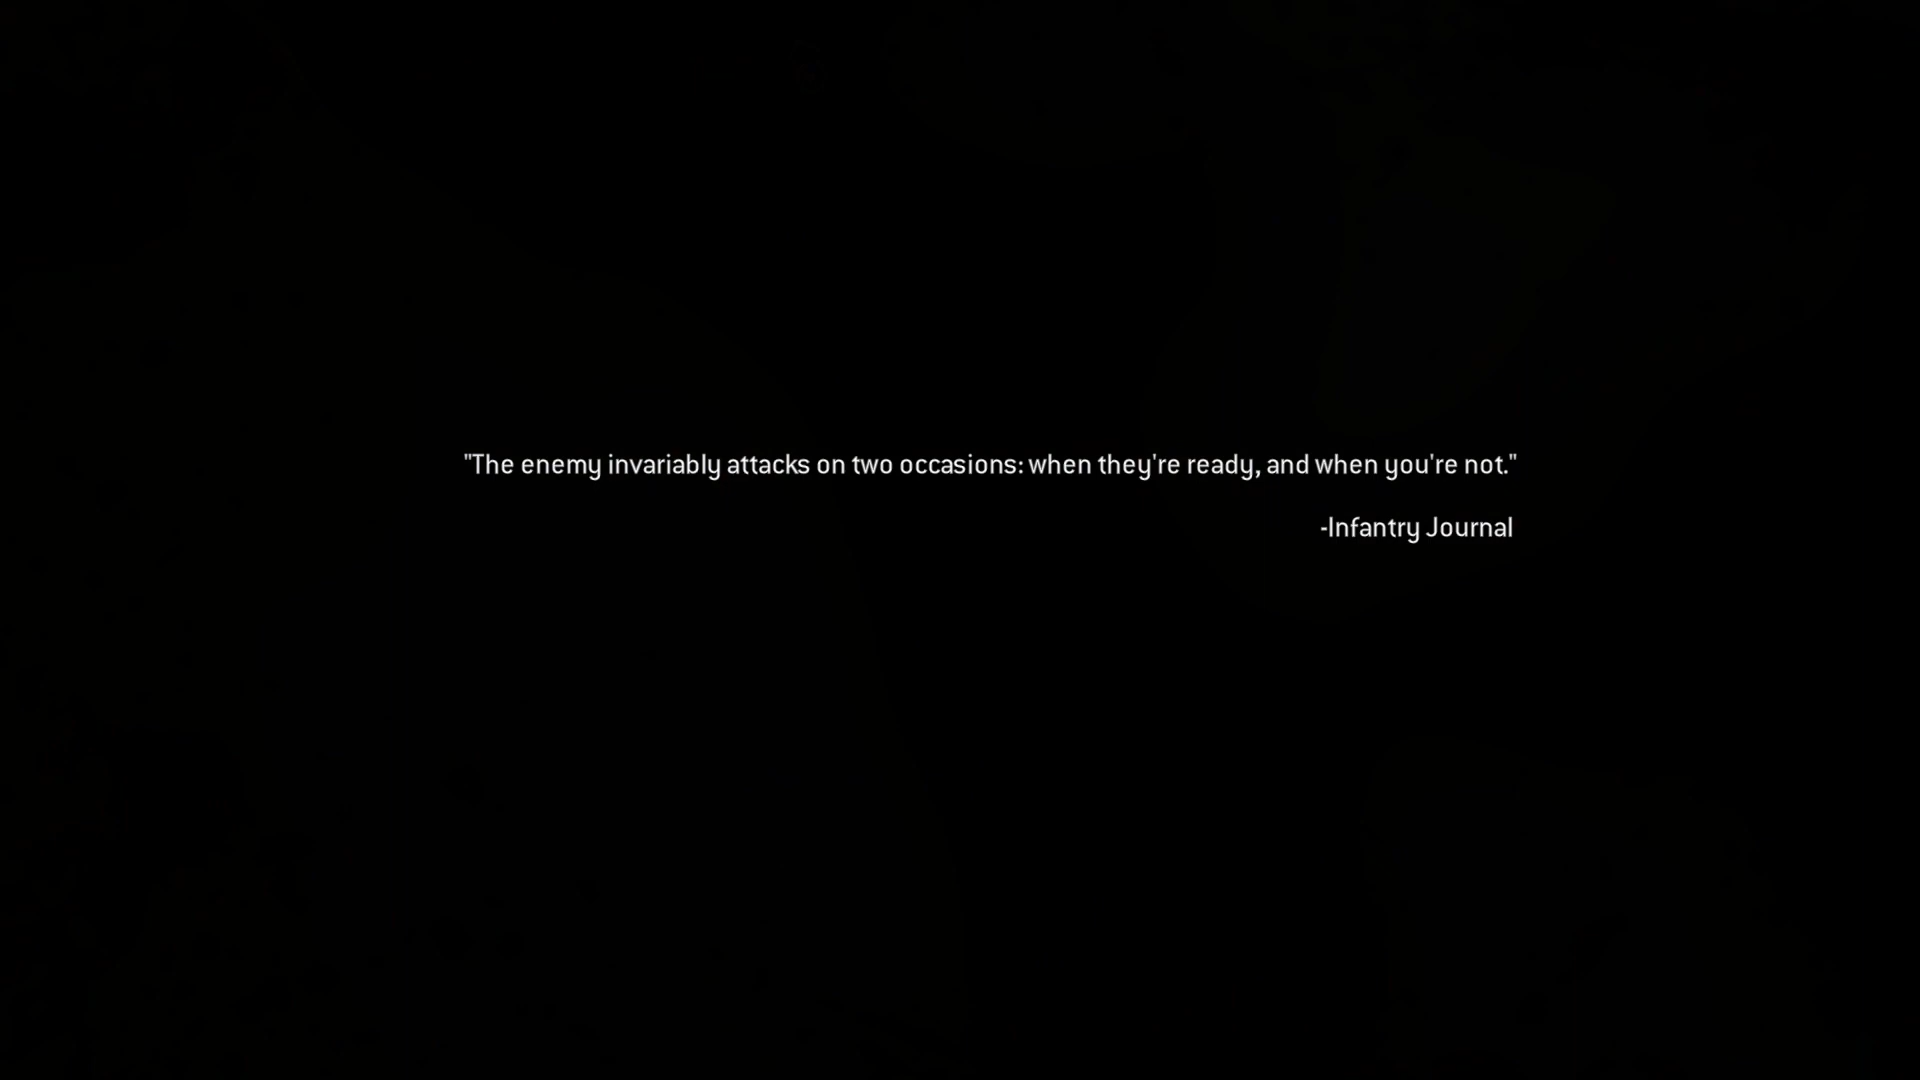 "The enemy invariably attacks on two occasions: when they're ready, and when you're not."
-Infantry Journal